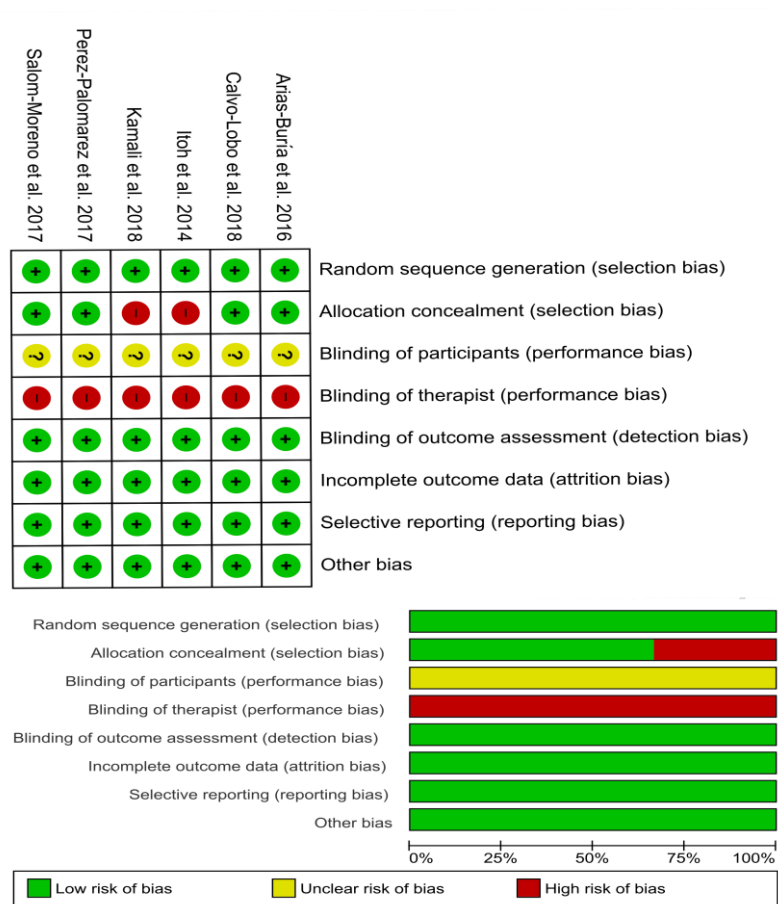 Salom-Moreno et al. 2017
Perez-Palomarez 2017
Kamali et al. 2018
Itoh et al. 2014
Calvo-Lobo et al. 2018
Arias-Buría et al. 2016
+ + + + + + Random sequence generation (selection bias)
+ + − − + + Allocation concealment (selection bias)
? ? ? ? ? ? Blinding of participants (performance bias)
− − − − − − Blinding of therapist (performance bias)
+ + + + + + Blinding of outcome assessment (detection bias)
+ + + + + + Incomplete outcome data (attrition bias)
+ + + + + + Selective reporting (reporting bias)
+ + + + + + Other bias
Random sequence generation (selection bias)
Allocation concealment (selection bias)
Blinding of participants (performance bias)
Blinding of therapist (performance bias)
Blinding of outcome assessment (detection bias)
Incomplete outcome data (attrition bias)
Selective reporting (reporting bias)
Other bias
0% 25% 50% 75% 100%
Low risk of bias Unclear risk of bias High risk of bias